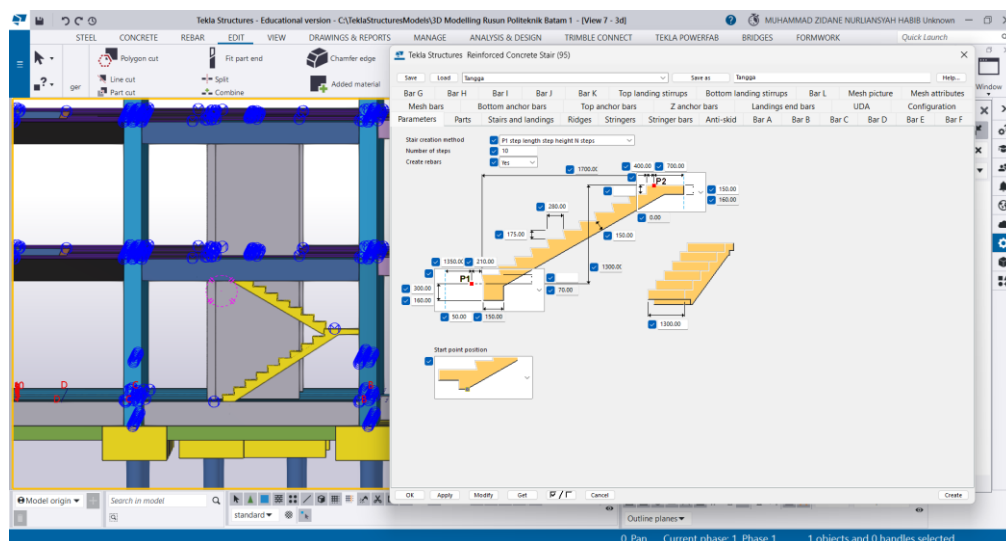 Tekla Structures - Educational version - C:\TeklaStructuresModels\3D Modelling Rusun Politeknik Batam 1 - [View 7 - 3d]
MUHAMMAD ZIDANE NURLIANSYAH HABIB Unknown
STEEL CONCRETE REBAR EDIT VIEW DRAWINGS & REPORTS MANAGE ANALYSIS & DESIGN TRIMBLE CONNECT TEKLA POWERFAB BRIDGES FORMWORK Quick Launch
Polygon cut
Fit part end
Chamfer edge
Line cut
Split
Added material
Part cut
Combine
ger
Window
Tekla Structures Reinforced Concrete Stair (95)
Save Load Tangga Save as Tangga Help...
Bar G Bar H Bar I Bar J Bar K Top landing stirrups Bottom landing stirrups Bar L Mesh picture Mesh attributes
Mesh bars Bottom anchor bars Top anchor bars Z anchor bars Landings end bars UDA Configuration
Parameters Parts Stairs and landings Ridges Stringers Stringer bars Anti-skid Bar A Bar B Bar C Bar D Bar E Bar F
Stair creation method P1 step length step height N steps
Number of steps 10
Create rebars Yes
1700.00
400.00 700.00
P2
150.00
160.00
280.00
0.00
175.00
150.00
1350.00 210.00
1300.00
P1
300.00
70.00
160.00
50.00 150.00
1300.00
Start point position
D
OK Apply Modify Get Cancel Create
Model origin
Search in model
standard
Outline planes
0 Pan Current phase: 1, Phase 1 1 objects and 0 handles selected